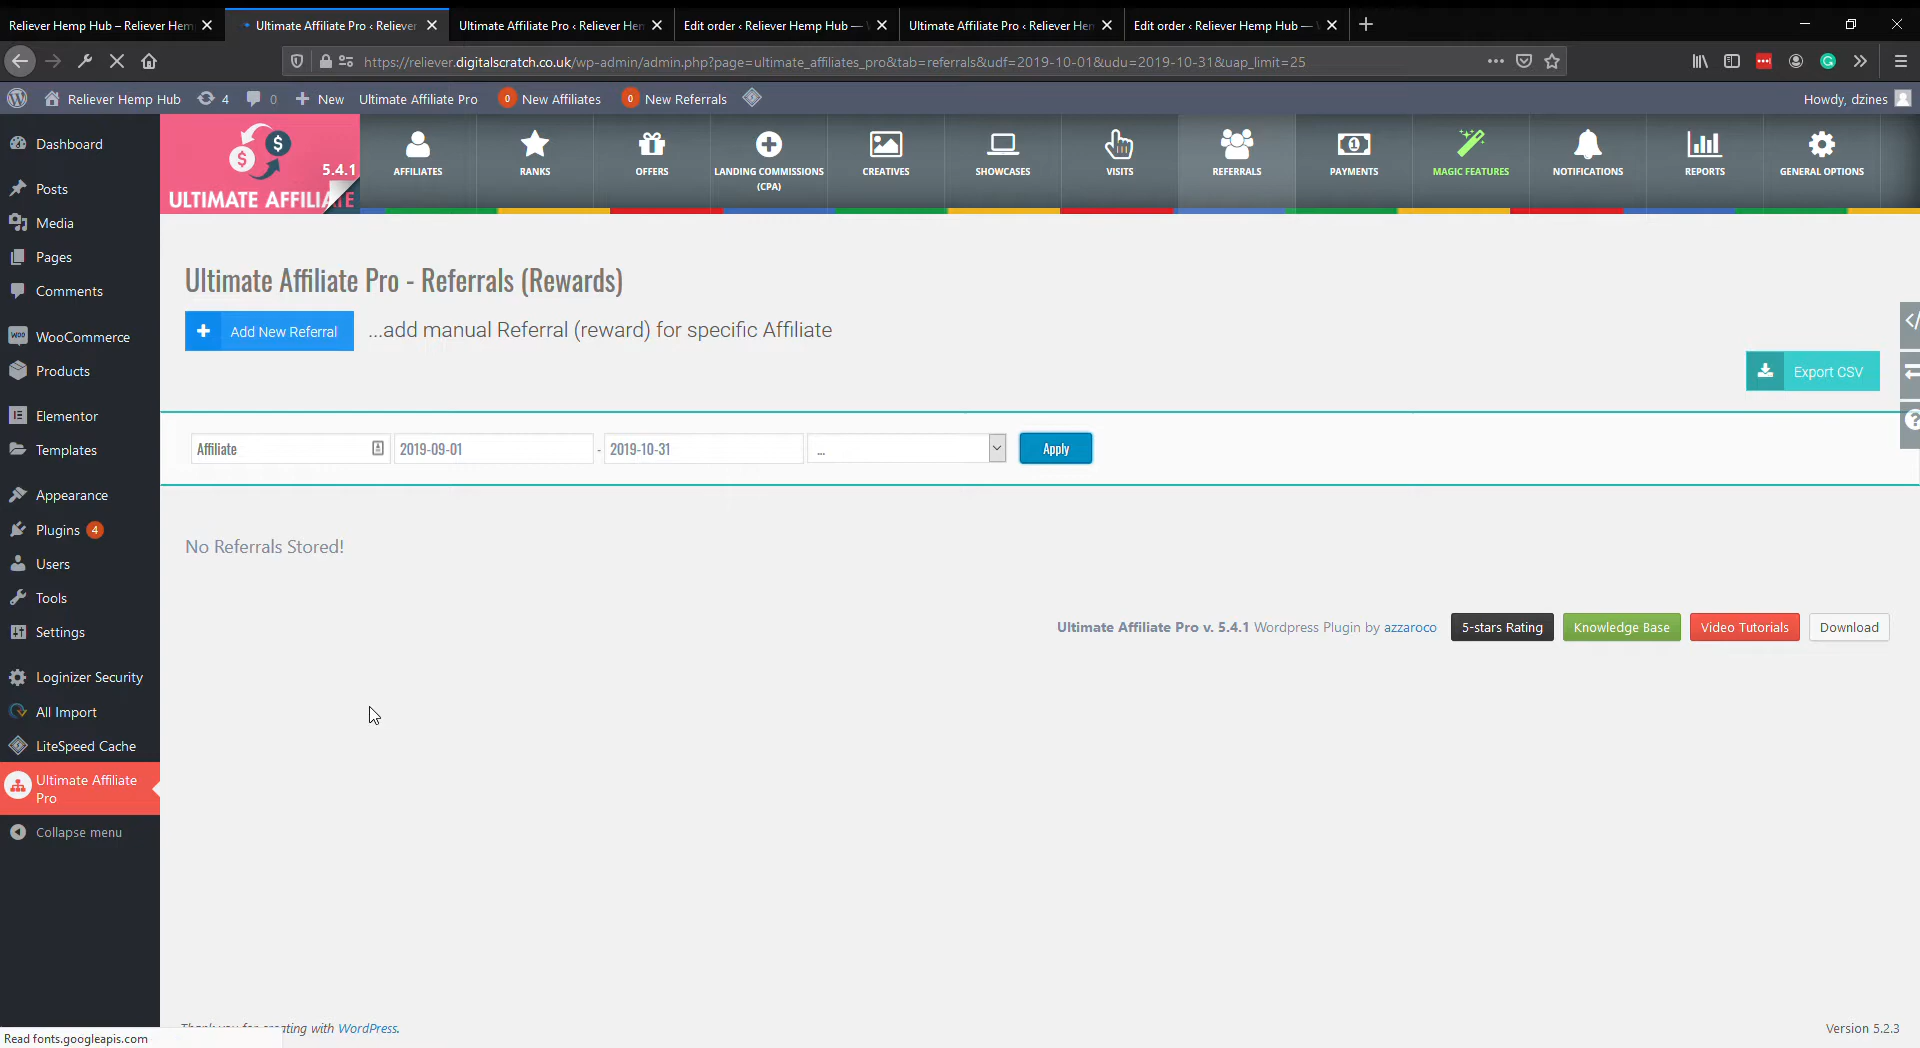 Reliever Hemp Hub – Reliever Hem
Ultimate Affiliate Pro ‹ Reliever
Ultimate Affiliate Pro ‹ Reliever Hem
Edit order ‹ Reliever Hemp Hub —
Ultimate Affiliate Pro ‹ Reliever Hem
Edit order ‹ Reliever Hemp Hub —
https://reliever.digitalscratch.co.uk/wp-admin/admin.php?page=ultimate_affiliates_pro&tab=referrals&udf=2019-10-01&udu=2019-10-31&uap_limit=25
Reliever Hemp Hub
4
0
New
Ultimate Affiliate Pro
0 New Affiliates
0 New Referrals
Howdy, dzines
Dashboard
Posts
Media
Pages
Comments
WooCommerce
Products
Elementor
Templates
Appearance
Plugins 4
Users
Tools
Settings
Loginizer Security
All Import
LiteSpeed Cache
Ultimate Affiliate
Pro
Collapse menu
5.4.1
ULTIMATE AFFILIATE
AFFILIATES
RANKS
OFFERS
LANDING COMMISSIONS
(CPA)
CREATIVES
SHOWCASES
VISITS
REFERRALS
PAYMENTS
MAGIC FEATURES
NOTIFICATIONS
REPORTS
GENERAL OPTIONS
Ultimate Affiliate Pro - Referrals (Rewards)
+ Add New Referral
...add manual Referral (reward) for specific Affiliate
Export CSV
Affiliate
2019-09-01
-
2019-10-31
...
Apply
No Referrals Stored!
Ultimate Affiliate Pro v. 5.4.1 Wordpress Plugin by azzaroco
5-stars Rating
Knowledge Base
Video Tutorials
Download
Thank you for creating with WordPress.
Version 5.2.3
Read fonts.googleapis.com